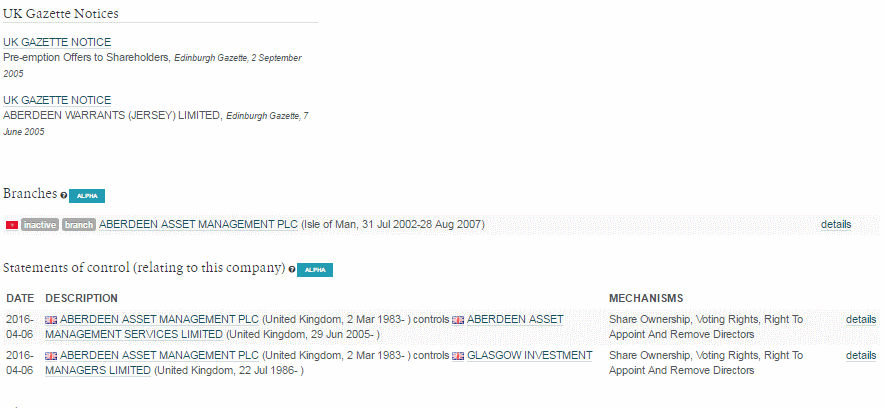 UK Gazette Notices
UK GAZETTE NOTICE
Pre-emption Offers to Shareholders, Edinburgh Gazette, 2 September
2005
UK GAZETTE NOTICE
ABERDEEN WARRANTS (JERSEY) LIMITED, Edinburgh Gazette, 7
June 2005
Branches ? ALPHA
inactive branch ABERDEEN ASSET MANAGEMENT PLC (Isle of Man, 31 Jul 2002-28 Aug 2007) details
Statements of control (relating to this company) ? ALPHA
DATE DESCRIPTION MECHANISMS
2016- ABERDEEN ASSET MANAGEMENT PLC (United Kingdom, 2 Mar 1983- ) controls ABERDEEN ASSET Share Ownership, Voting Rights, Right To details
04-06 MANAGEMENT SERVICES LIMITED (United Kingdom, 29 Jun 2005- ) Appoint And Remove Directors
2016- ABERDEEN ASSET MANAGEMENT PLC (United Kingdom, 2 Mar 1983- ) controls GLASGOW INVESTMENT Share Ownership, Voting Rights, Right To details
04-06 MANAGERS LIMITED (United Kingdom, 22 Jul 1986- ) Appoint And Remove Directors